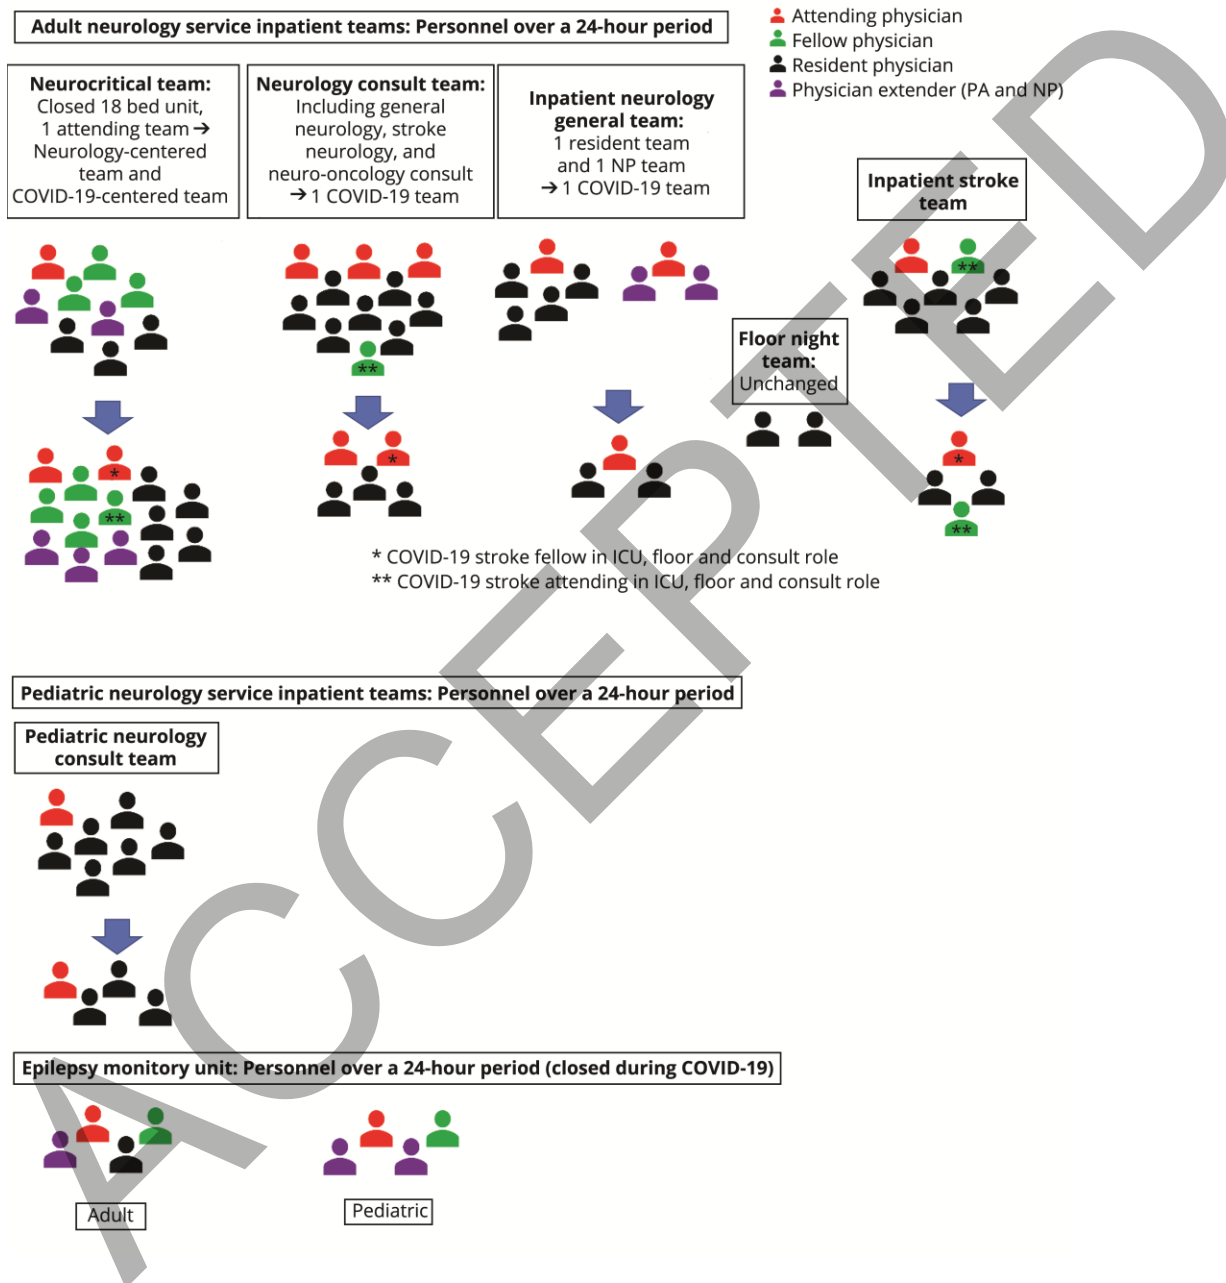 Adult neurology service inpatient teams: Personnel over a 24-hour period
Attending physician
Fellow physician
Resident physician
Physician extender (PA and NP)
Neurocritical team:
Closed 18 bed unit,
1 attending team →
Neurology-centered
team and
COVID-19-centered team
Neurology consult team:
Including general
neurology, stroke
neurology, and
neuro-oncology consult
→ 1 COVID-19 team
Inpatient neurology
general team:
1 resident team
and 1 NP team
→ 1 COVID-19 team
Inpatient stroke
team
**
**
Floor night
team:
Unchanged
*
**
*
*
**
* COVID-19 stroke fellow in ICU, floor and consult role
** COVID-19 stroke attending in ICU, floor and consult role
Pediatric neurology service inpatient teams: Personnel over a 24-hour period
Pediatric neurology
consult team
Epilepsy monitory unit: Personnel over a 24-hour period (closed during COVID-19)
Adult
Pediatric
ACCEPTED